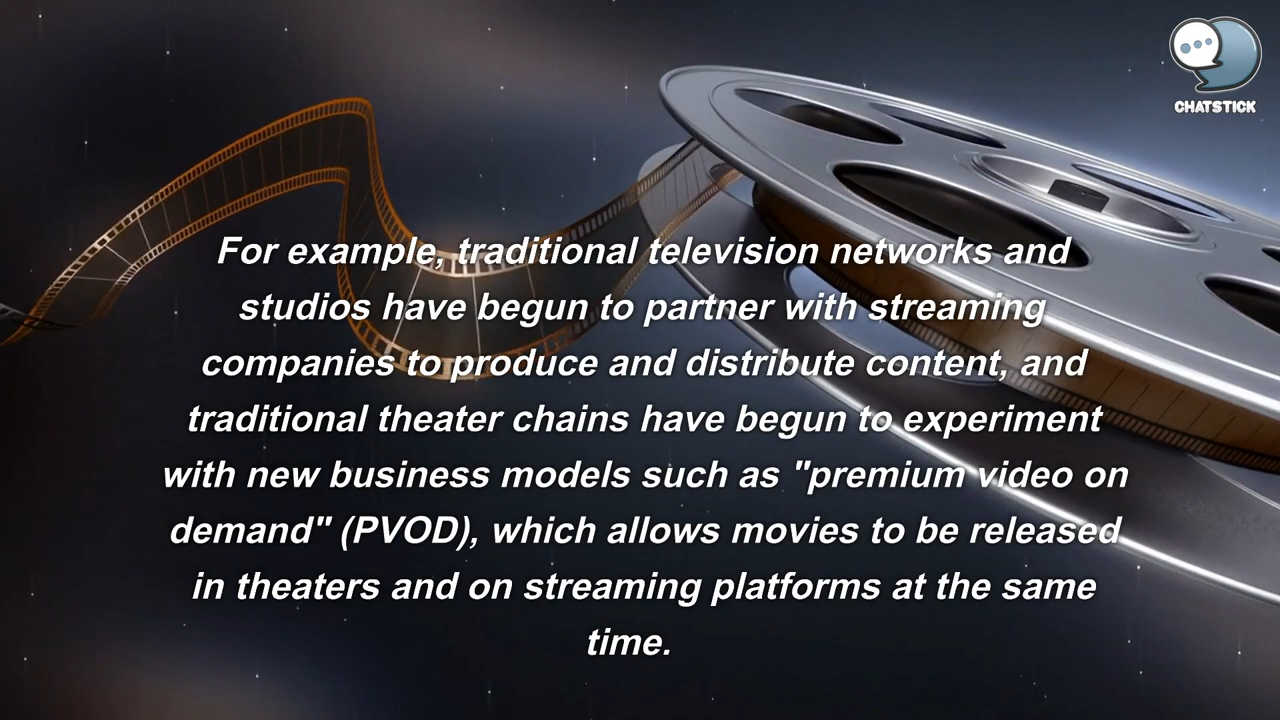 CHATSTICK
For example, traditional television networks and
studios have begun to partner with streaming
companies to produce and distribute content, and
traditional theater chains have begun to experiment
with new business models such as "premium video on
demand" (PVOD), which allows movies to be released
in theaters and on streaming platforms at the same
time.